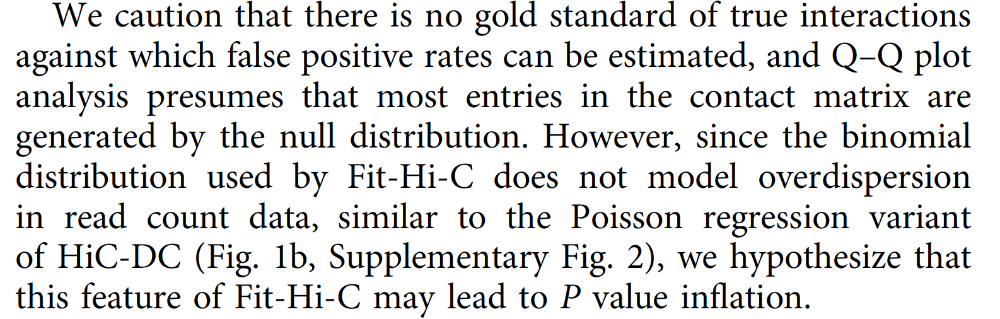 We caution that there is no gold standard of true interactions
against which false positive rates can be estimated, and Q–Q plot
analysis presumes that most entries in the contact matrix are
generated by the null distribution. However, since the binomial
distribution used by Fit-Hi-C does not model overdispersion
in read count data, similar to the Poisson regression variant
of HiC-DC (Fig. 1b, Supplementary Fig. 2), we hypothesize that
this feature of Fit-Hi-C may lead to P value inflation.